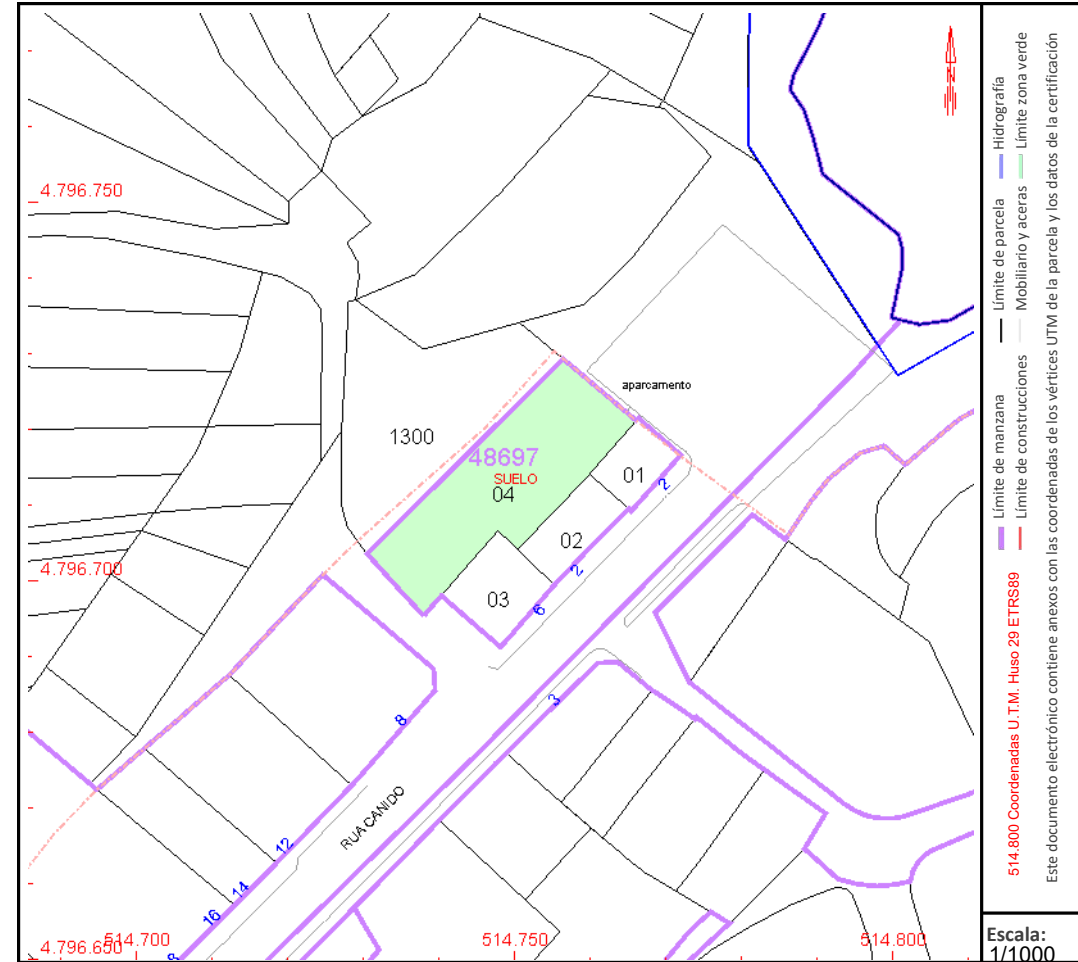 4.796.750
aparcamento
1300
48697
SUELO
04
01
2
02
2
4.796.700
03
6
3
8
RUA CANIDO
12
14
16
4.796.650
514.700
514.750
514.800
N
Hidrografía
Límite zona verde
Límite de parcela
Mobiliario y aceras
Límite de manzana
Límite de construcciones
514.800 Coordenadas U.T.M. Huso 29 ETRS89
Este documento electrónico contiene anexos con las coordenadas de los vértices UTM de la parcela y los datos de la certificación
Escala:
1/1000